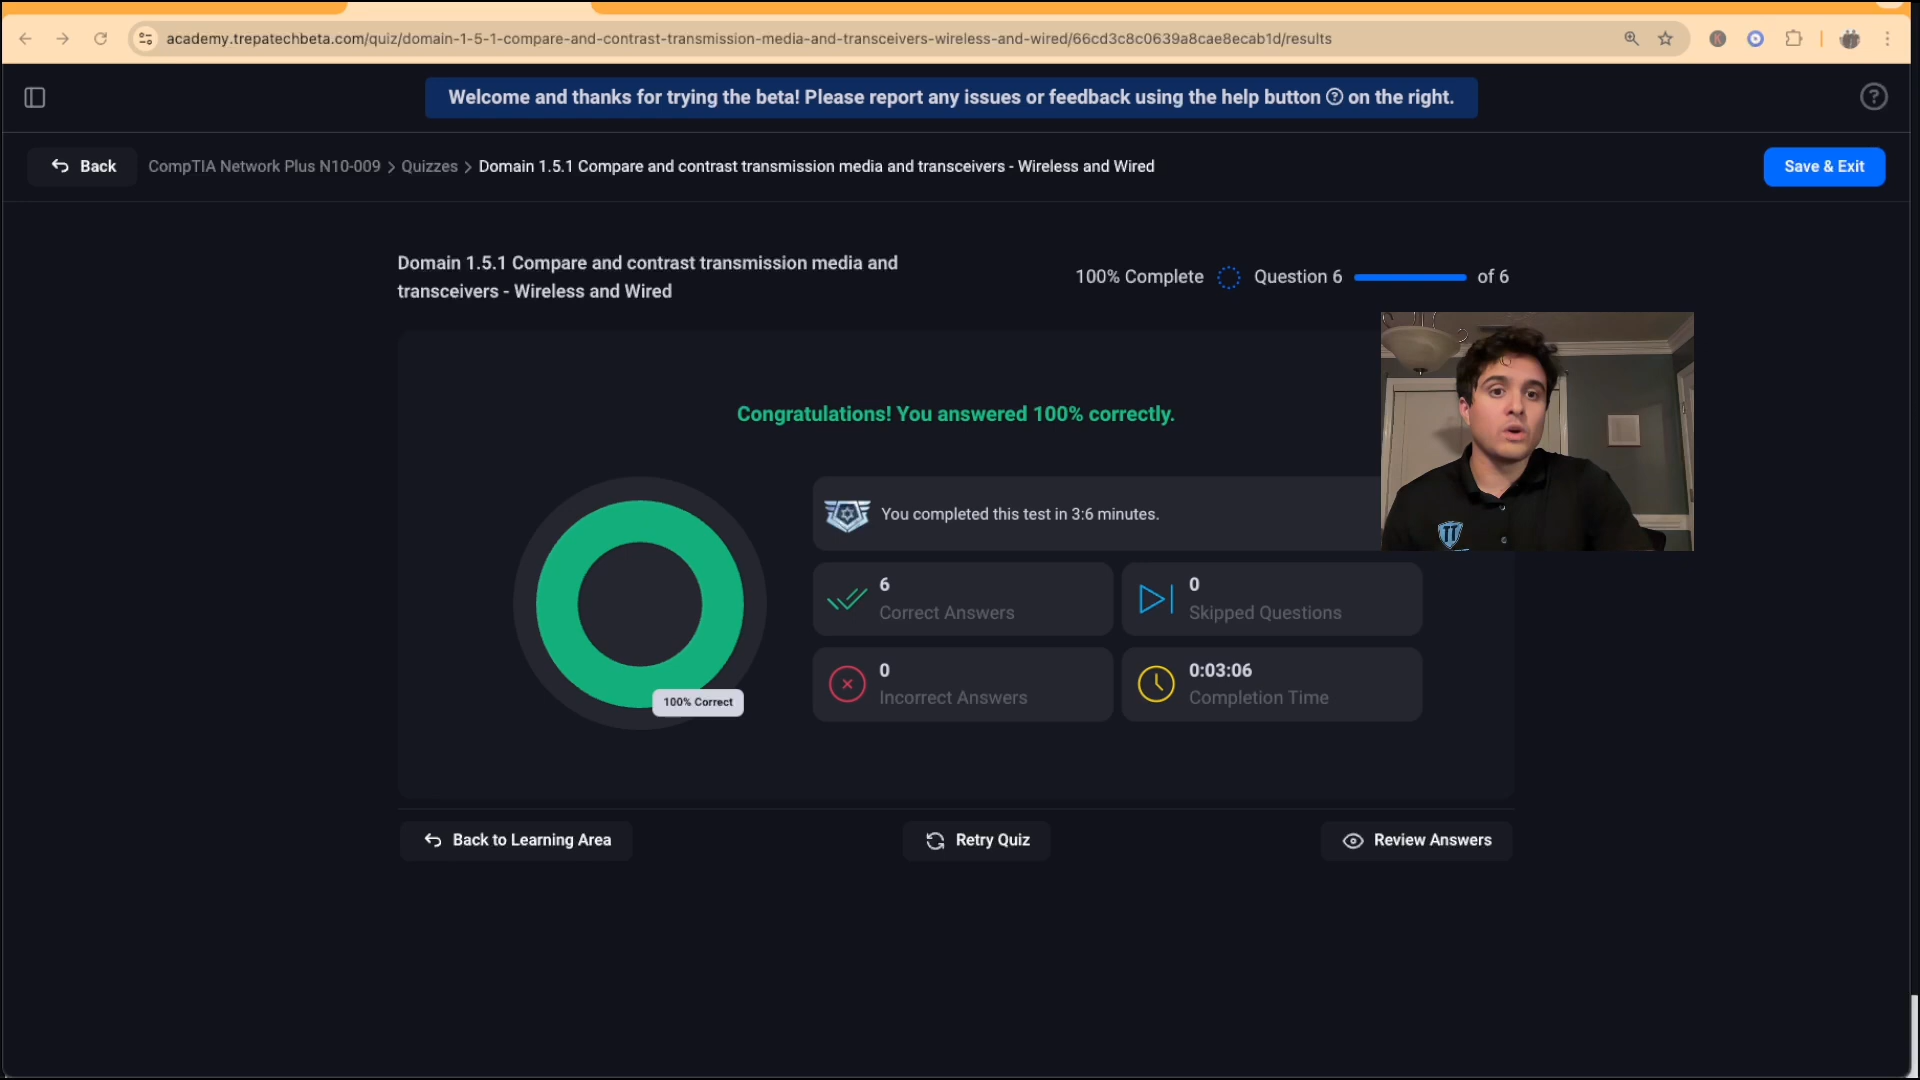 academy.trepatechbeta.com/quiz/domain-1-5-1-compare-and-contrast-transmission-media-and-transceivers-wireless-and-wired/66cd3c8c0639a8cae8ecab1d/results
Welcome and thanks for trying the beta! Please report any issues or feedback using the help button ? on the right.
Back
CompTIA Network Plus N10-009 > Quizzes > Domain 1.5.1 Compare and contrast transmission media and transceivers - Wireless and Wired
Save & Exit
Domain 1.5.1 Compare and contrast transmission media and
transceivers - Wireless and Wired
100% Complete Question 6 of 6
Congratulations! You answered 100% correctly.
You completed this test in 3:6 minutes.
6
Correct Answers
0
Skipped Questions
0
Incorrect Answers
0:03:06
Completion Time
100% Correct
Back to Learning Area
Retry Quiz
Review Answers